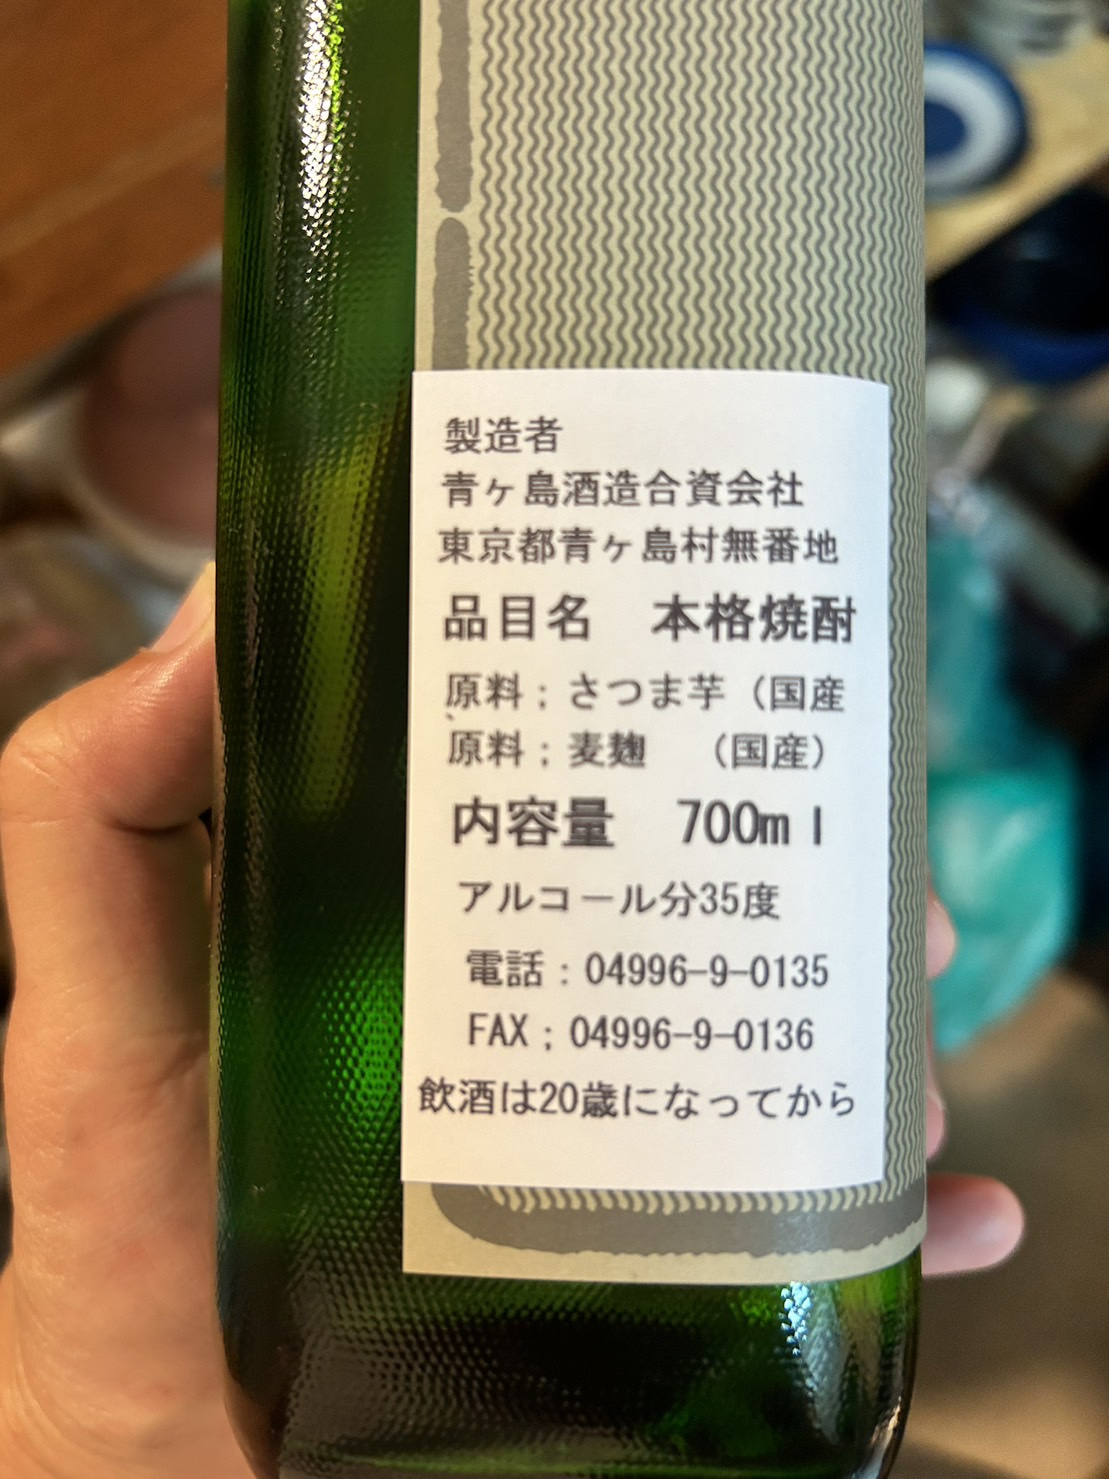 製造者
青ヶ島酒造合資会社
東京都青ヶ島村無番地
品目名　本格焼酎
原料；さつま芋（国産
原料；麦麹　（国産）
内容量　700ｍｌ
アルコール分35度
電話：04996-9-0135
FAX；04996-9-0136
飲酒は20歳になってから